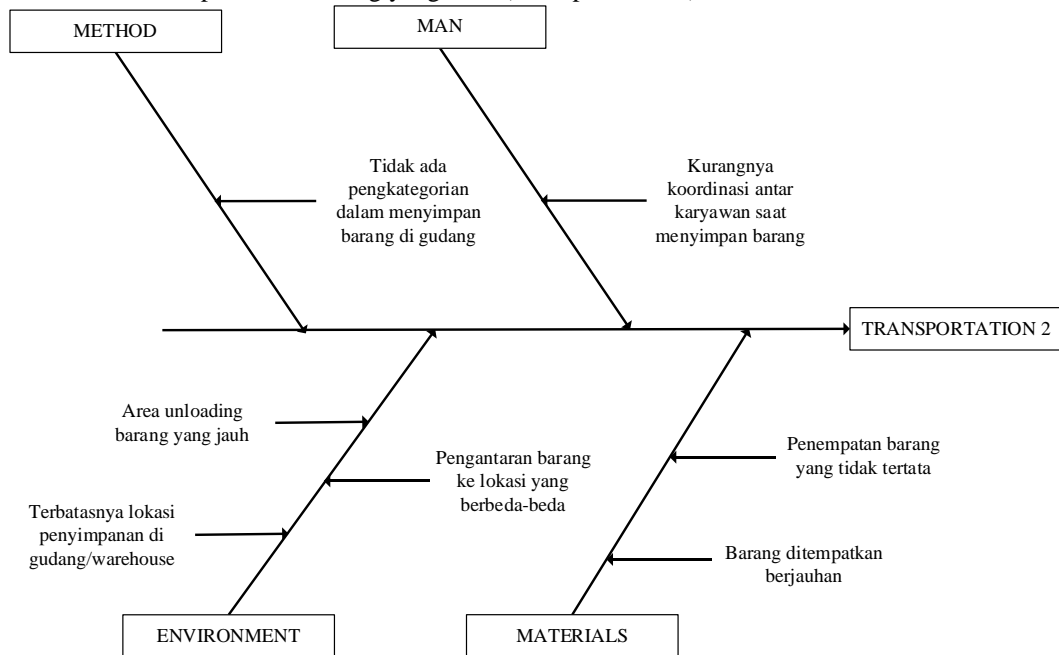 METHOD
MAN
Tidak ada
pengkategorian
dalam menyimpan
barang di gudang
Kurangnya
koordinasi antar
karyawan saat
menyimpan barang
TRANSPORTATION 2
Area unloading
barang yang jauh
Pengantaran barang
ke lokasi yang
berbeda-beda
Penempatan barang
yang tidak tertata
Terbatasnya lokasi
penyimpanan di
gudang/warehouse
Barang ditempatkan
berjauhan
ENVIRONMENT
MATERIALS